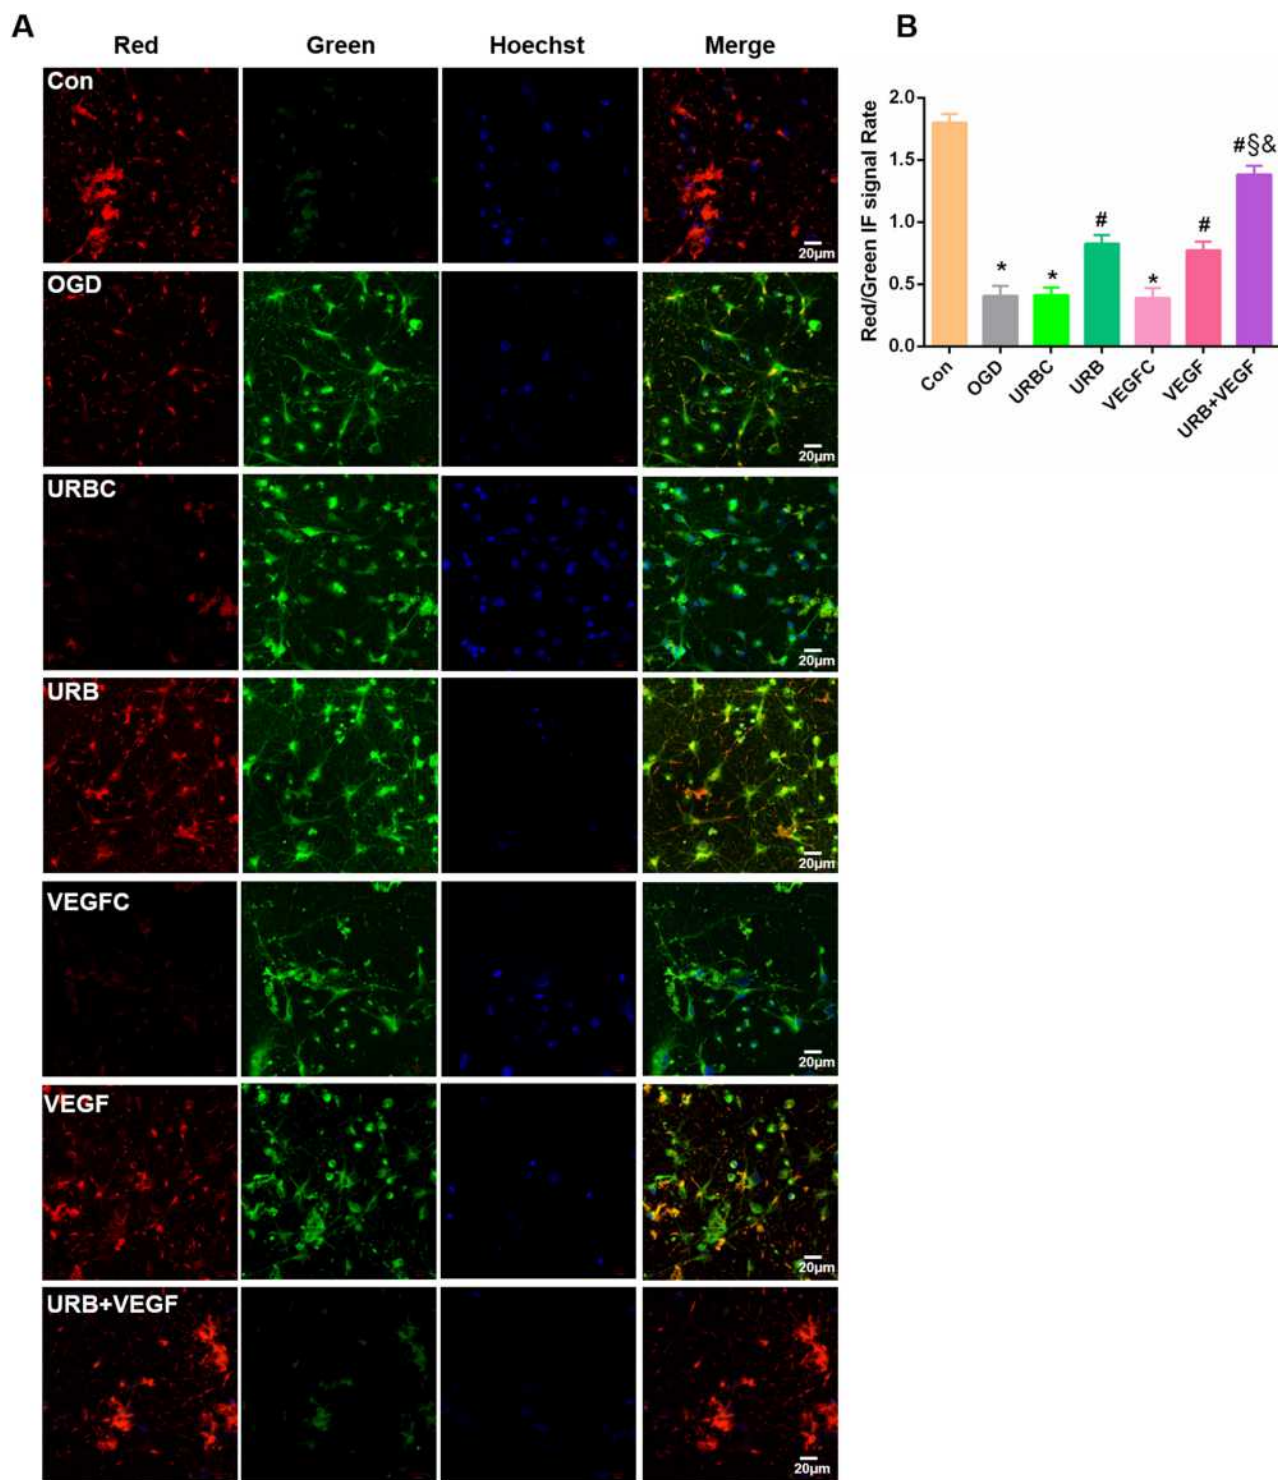 A
Red Green Hoechst Merge
Con
20µm
OGD
20µm
URBC
20µm
URB
20µm
VEGFC
20µm
VEGF
20µm
URB+VEGF
20µm
B
Red/Green IF signal Rate
2.0
1.5
1.0
0.5
0.0
* * # * # #§&
Con OGD URBC URB VEGFC VEGF URB+VEGF